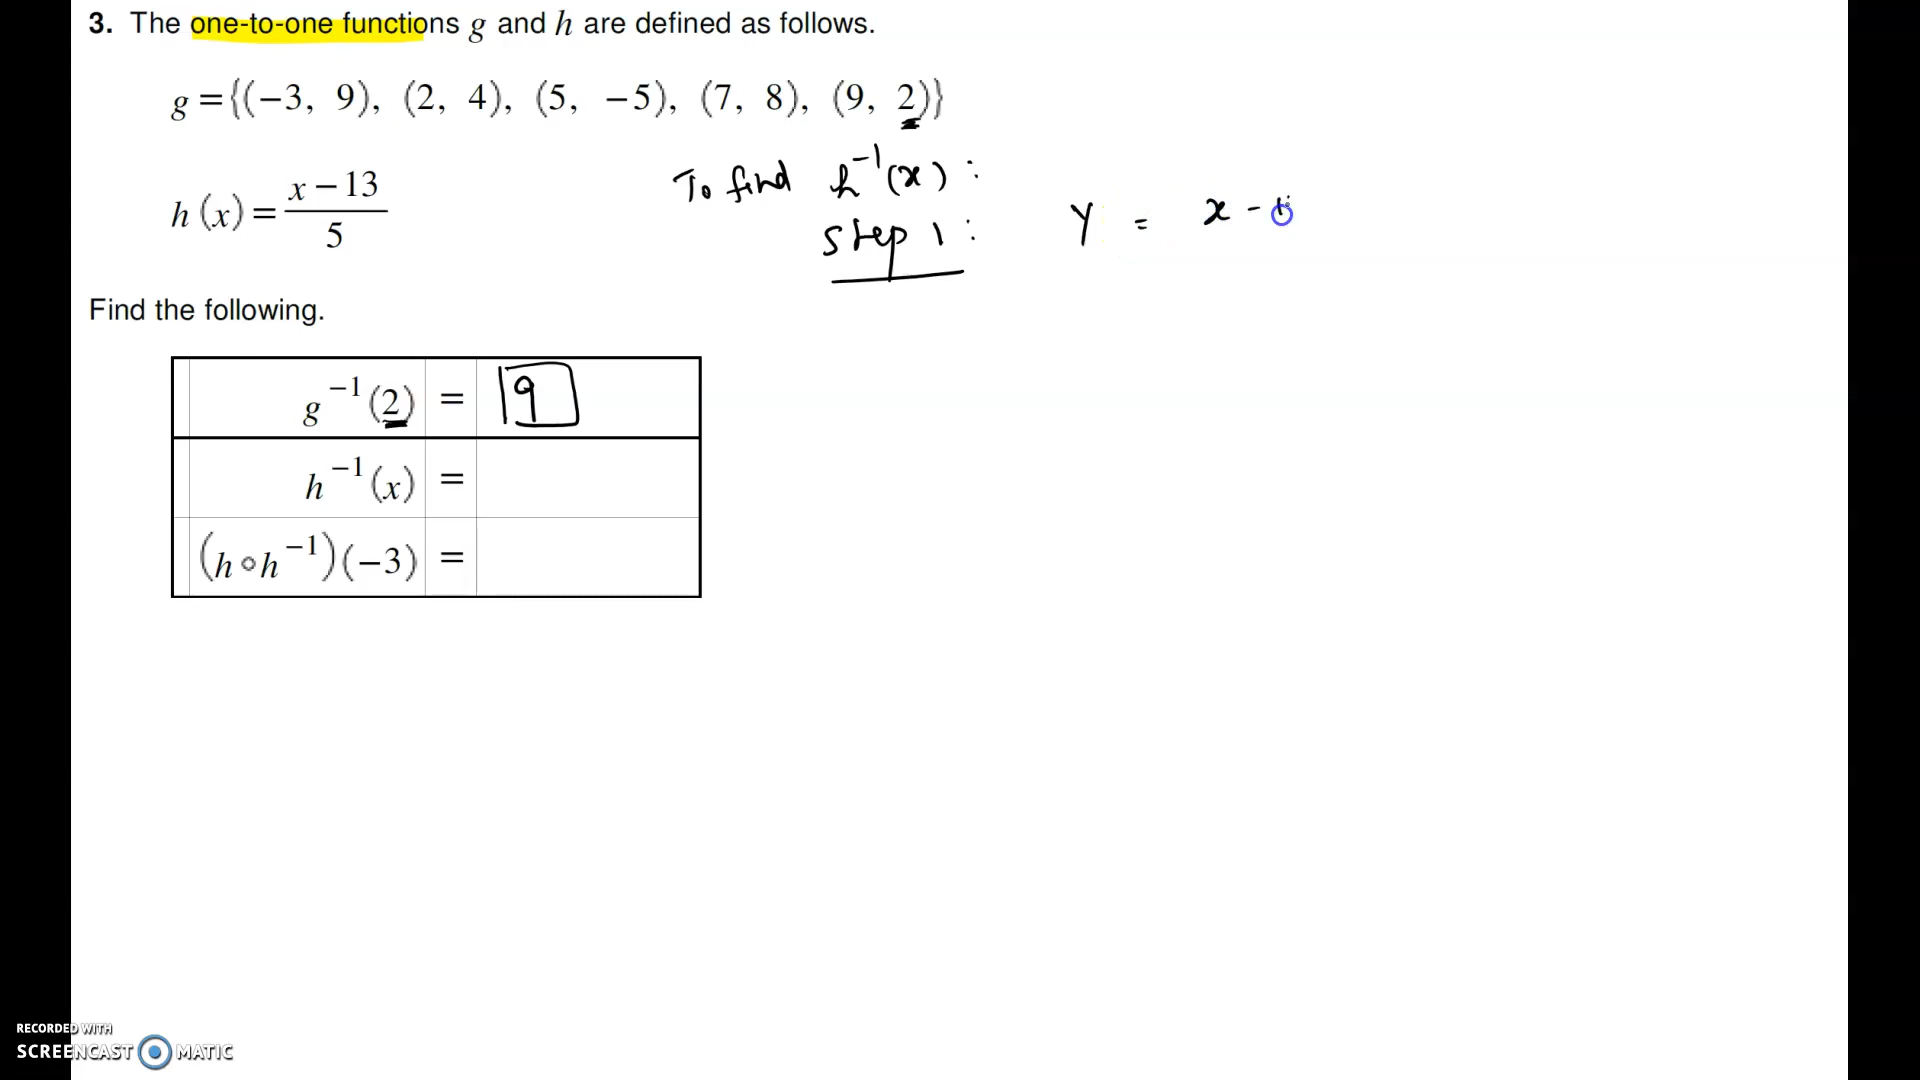 3. The one-to-one functions g and h are defined as follows.
g = {(−3, 9), (2, 4), (5, −5), (7, 8), (9, 2)}
h (x) = x − 13 / 5
To find h⁻¹(x) :
Step 1 : y = x -
Find the following.
g⁻¹(2) = 9
h⁻¹(x) =
(h ∘ h⁻¹)(−3) =
RECORDED WITH
SCREENCAST MATIC